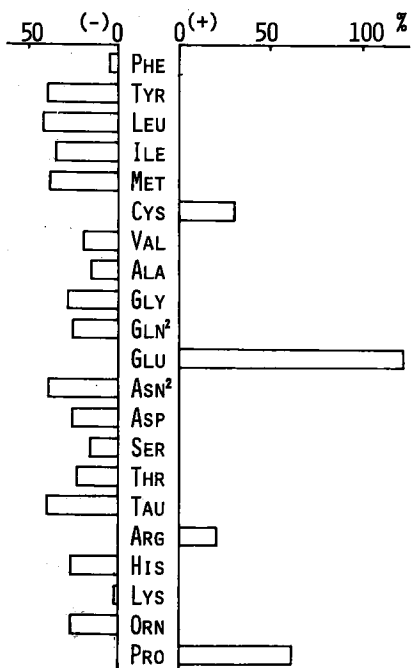 (-) (+) %
50 0 0 50 100
PHE
TYR
LEU
ILE
MET
CYS
VAL
ALA
GLY
GLN²
GLU
ASN²
ASP
SER
THR
TAU
ARG
HIS
LYS
ORN
PRO